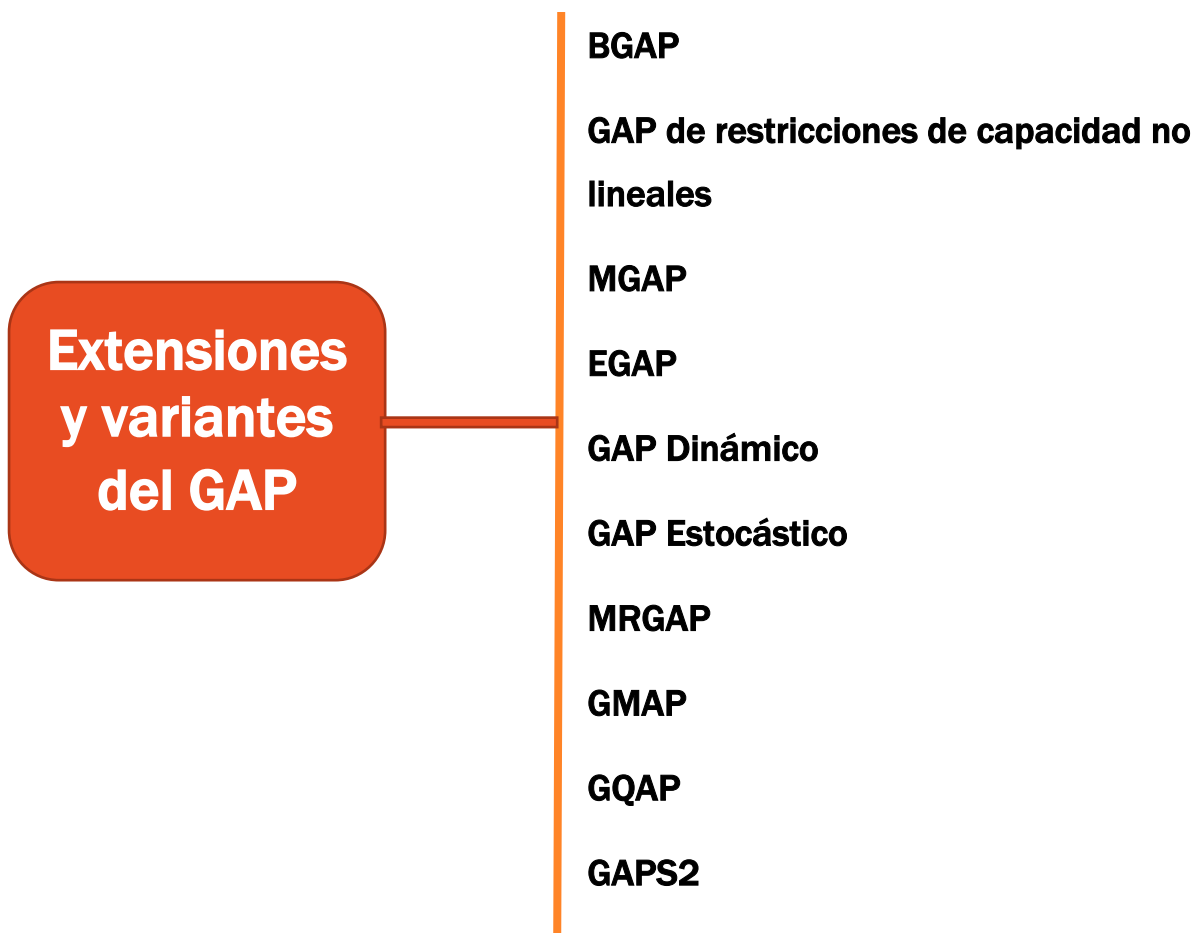 Extensiones
y variantes
del GAP
BGAP
GAP de restricciones de capacidad no
lineales
MGAP
EGAP
GAP Dinámico
GAP Estocástico
MRGAP
GMAP
GQAP
GAPS2